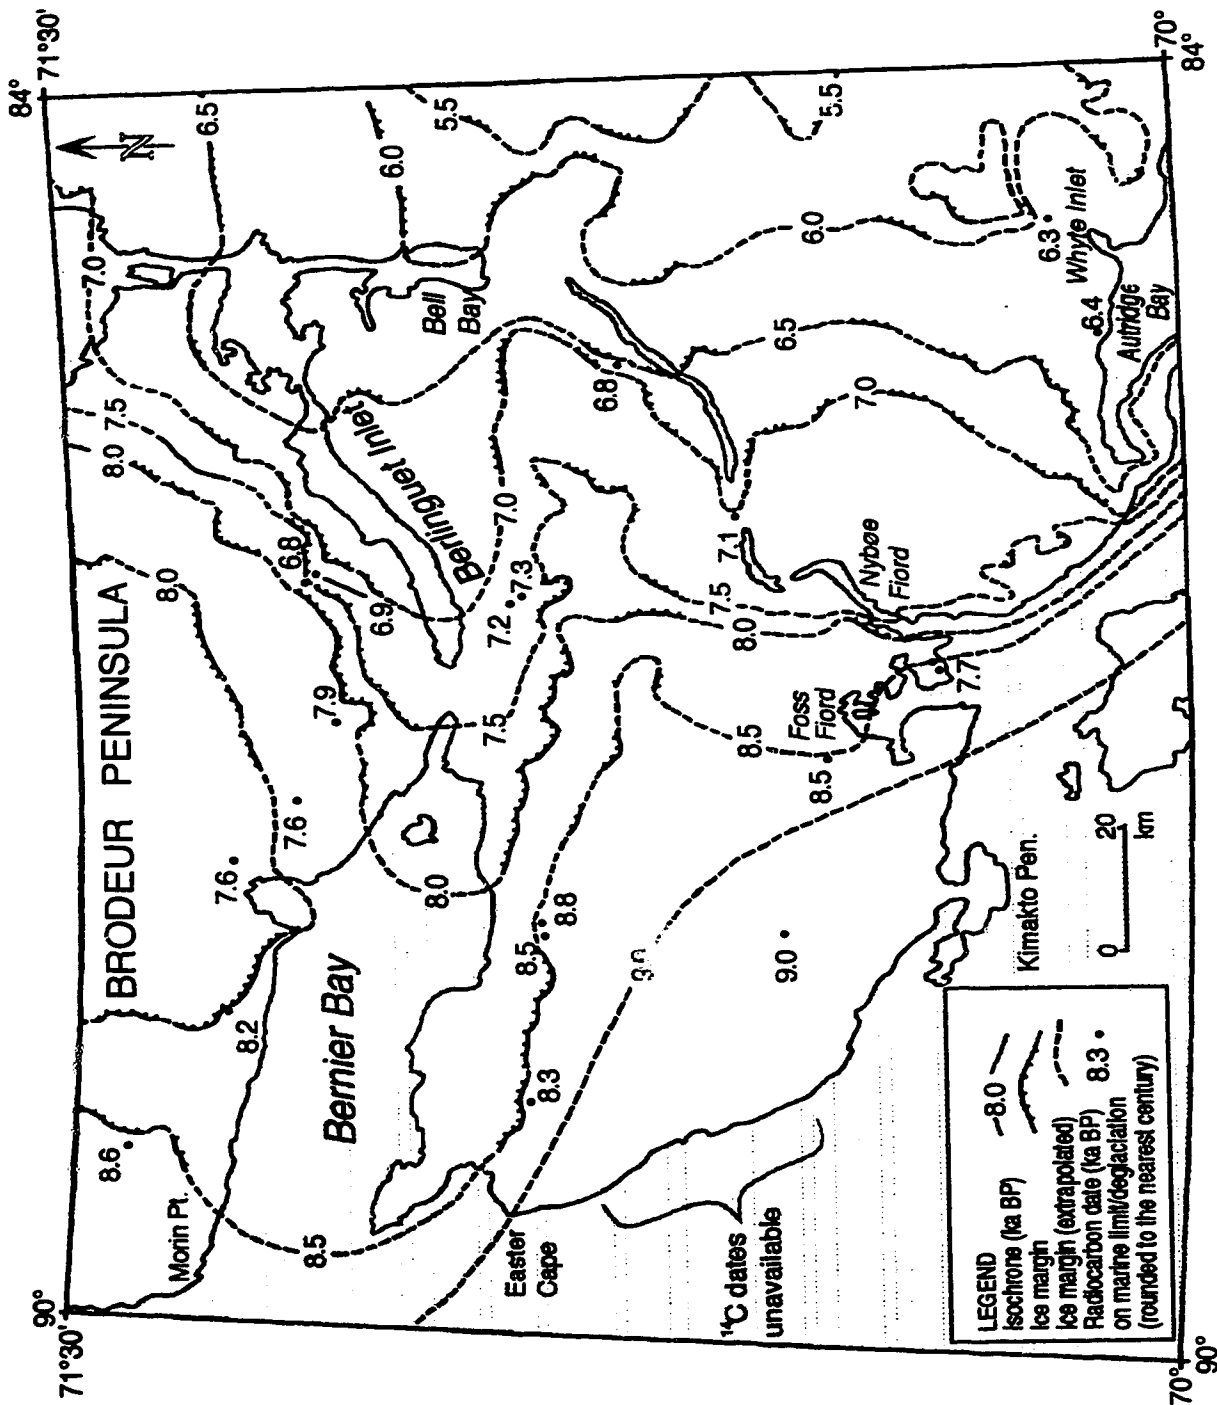 84°
71°30'
N
6.5
6.0
5.5
5.5
70°
84°
7.0
7.5
8.0
8.0
BRODEUR PENINSULA
Bell
Bay
Berlinguet Inlet
6.8
6.9
7.9
7.6
7.6
8.2
8.6
Morin Pt.
8.5
90°
71°30'
Bernier Bay
8.0
7.5
7.0
7.2
7.3
6.8
7.1
6.0
6.5
7.0
6.3
Whyte Inlet
6.4
Autridge
Bay
7.5
8.0
Nybøe
Fiord
Foss
Fiord
7.7
8.5
8.5
8.5
8.8
8.3
9.0
9.0
Kimakto Pen.
0 20
km
Easter
Cape
¹⁴C dates
unavailable
LEGEND
Isochrone (ka BP) 8.0
Ice margin
Ice margin (extrapolated)
Radiocarbon date (ka BP) 8.3
on marine limit/deglaciation
(rounded to the nearest century)
70°
90°